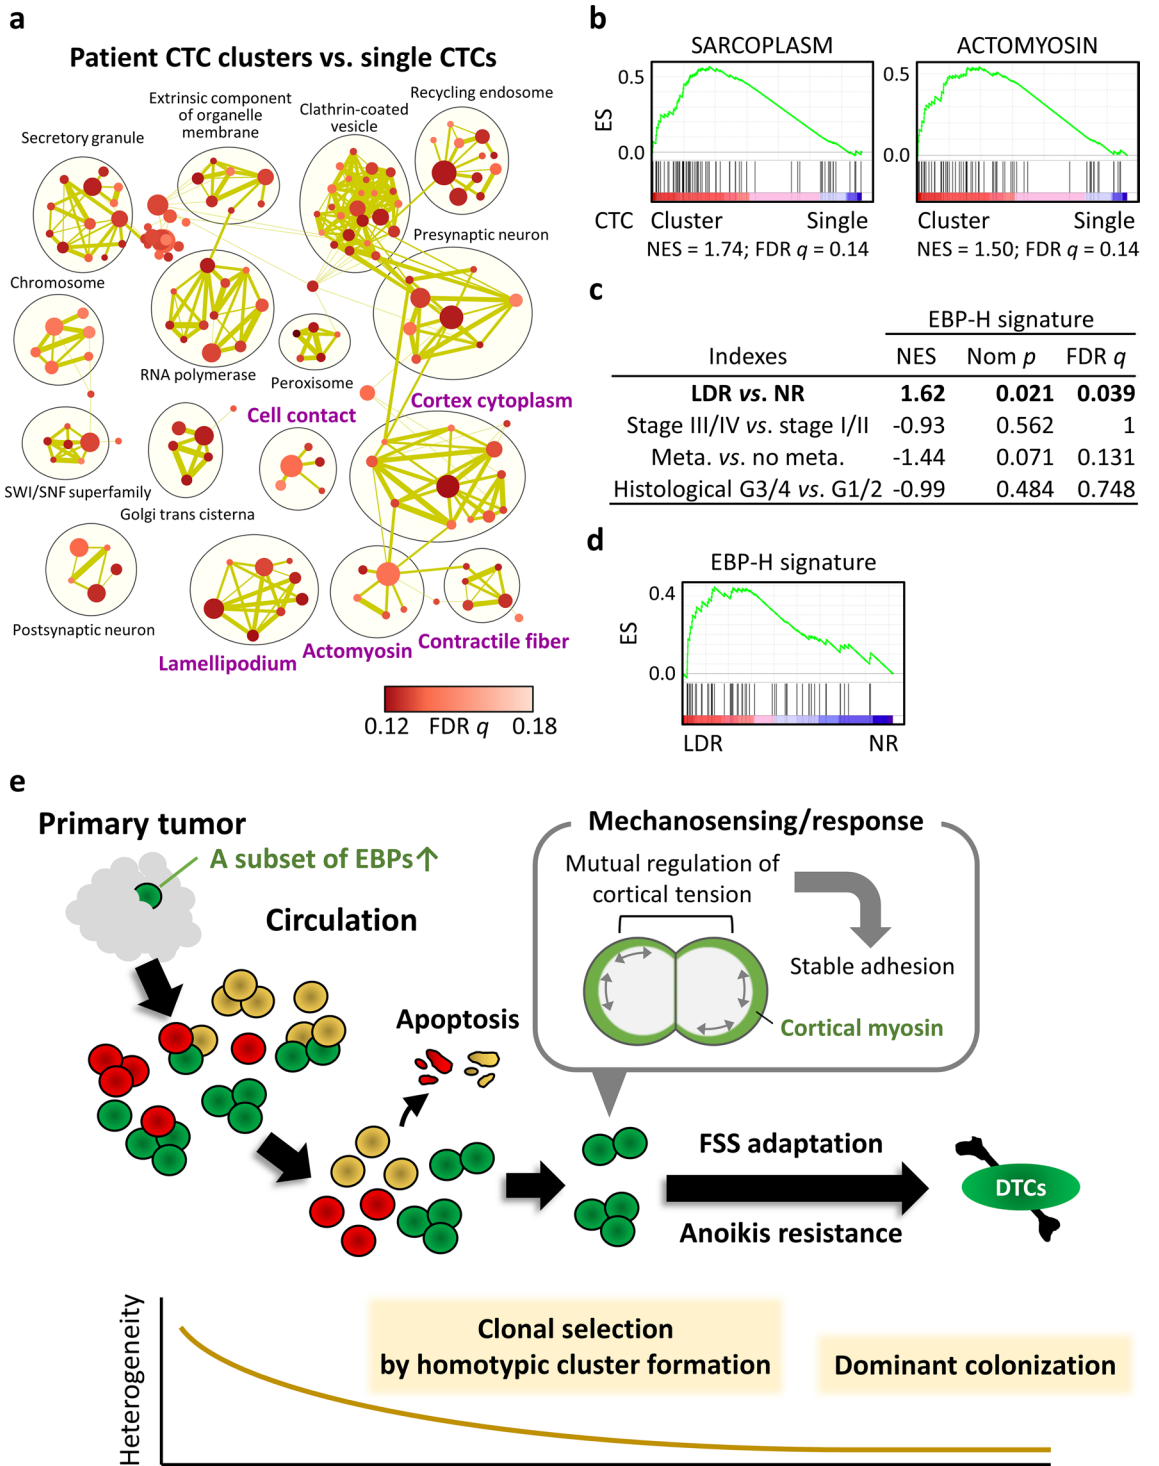 a
Patient CTC clusters vs. single CTCs
Secretory granule
Extrinsic component
of organelle
membrane
Clathrin-coated
vesicle
Recycling endosome
Presynaptic neuron
Chromosome
RNA polymerase
Peroxisome
Cell contact
Cortex cytoplasm
SWI/SNF superfamily
Golgi trans cisterna
Postsynaptic neuron
Lamellipodium
Actomyosin
Contractile fiber
0.12 FDR q 0.18
b
SARCOPLASM
ES
0.5
0.0
CTC Cluster Single
NES = 1.74; FDR q = 0.14
ACTOMYOSIN
0.5
0.0
Cluster Single
NES = 1.50; FDR q = 0.14
c
EBP-H signature
Indexes NES Nom p FDR q
LDR vs. NR 1.62 0.021 0.039
Stage III/IV vs. stage I/II -0.93 0.562 1
Meta. vs. no meta. -1.44 0.071 0.131
Histological G3/4 vs. G1/2 -0.99 0.484 0.748
d
EBP-H signature
ES
0.4
0.0
LDR NR
e
Primary tumor
A subset of EBPs↑
Circulation
Apoptosis
Mechanosensing/response
Mutual regulation of
cortical tension
Stable adhesion
Cortical myosin
FSS adaptation
Anoikis resistance
DTCs
Heterogeneity
Clonal selection
by homotypic cluster formation
Dominant colonization